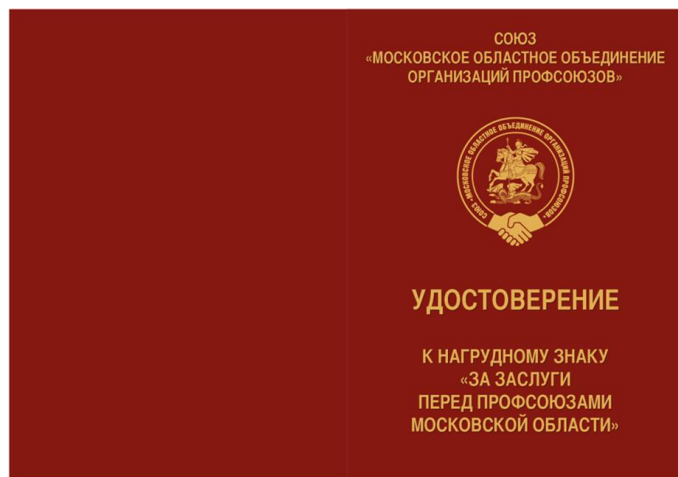 СОЮЗ
«МОСКОВСКОЕ ОБЛАСТНОЕ ОБЪЕДИНЕНИЕ
ОРГАНИЗАЦИЙ ПРОФСОЮЗОВ»
СОЮЗ «МОСКОВСКОЕ ОБЛАСТНОЕ ОБЪЕДИНЕНИЕ ОРГАНИЗАЦИЙ ПРОФСОЮЗОВ»
УДОСТОВЕРЕНИЕ
К НАГРУДНОМУ ЗНАКУ
«ЗА ЗАСЛУГИ
ПЕРЕД ПРОФСОЮЗАМИ
МОСКОВСКОЙ ОБЛАСТИ»